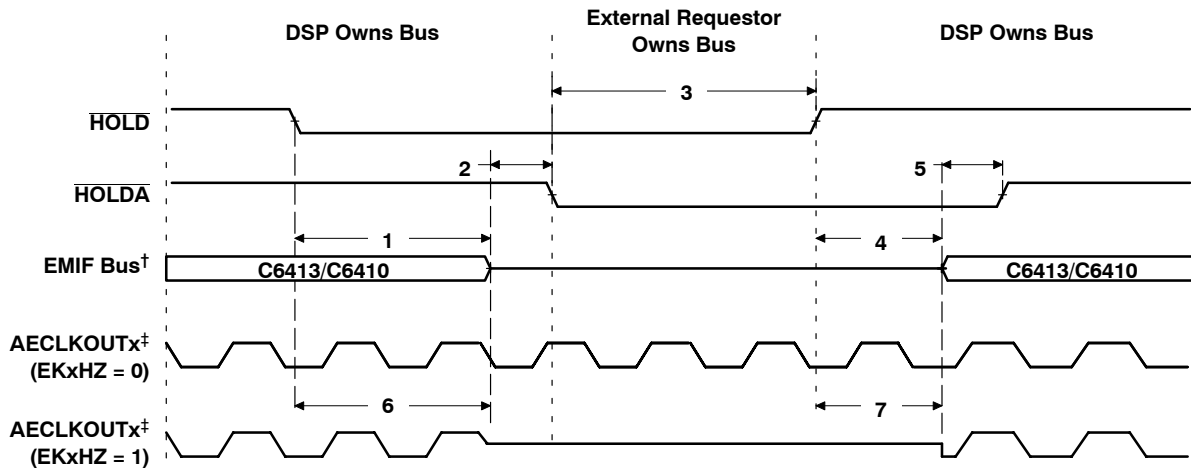 DSP Owns Bus
External Requestor
Owns Bus
DSP Owns Bus
3
HOLD
2
5
HOLDA
1
4
EMIF Bus†
C6413/C6410
C6413/C6410
AECLKOUTx‡
(EKxHZ = 0)
6
7
AECLKOUTx‡
(EKxHZ = 1)